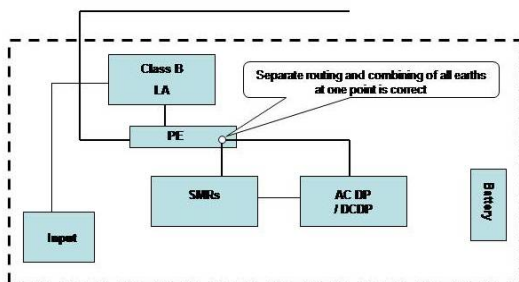 Class B
LA
Separate routing and combining of all earths
at one point is correct
PE
SMRs
AC DP
/ DCDP
Battery
Input